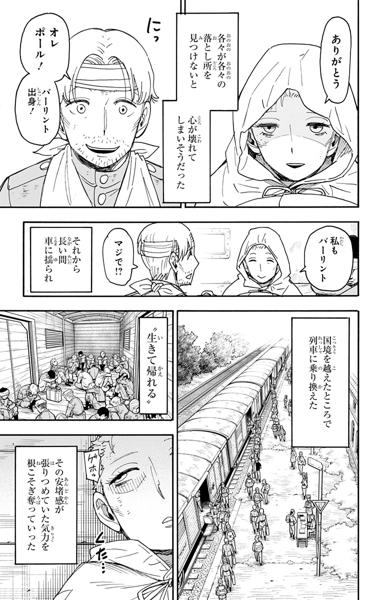 ありがとう
各々が各々の
落とし所を
見つけないと
心が壊れて
しまいそうだった
にっ
オレ
ポール!
バーリント
出身!
私も
バーリント
マジで!?
それから
長い間
車に揺られ
国境を越えたところで
列車に乗り換えた
“生きて帰れる”
その安堵感が
張りつめていた気力を
根こそぎ奪っていった
ゲホ
くた…